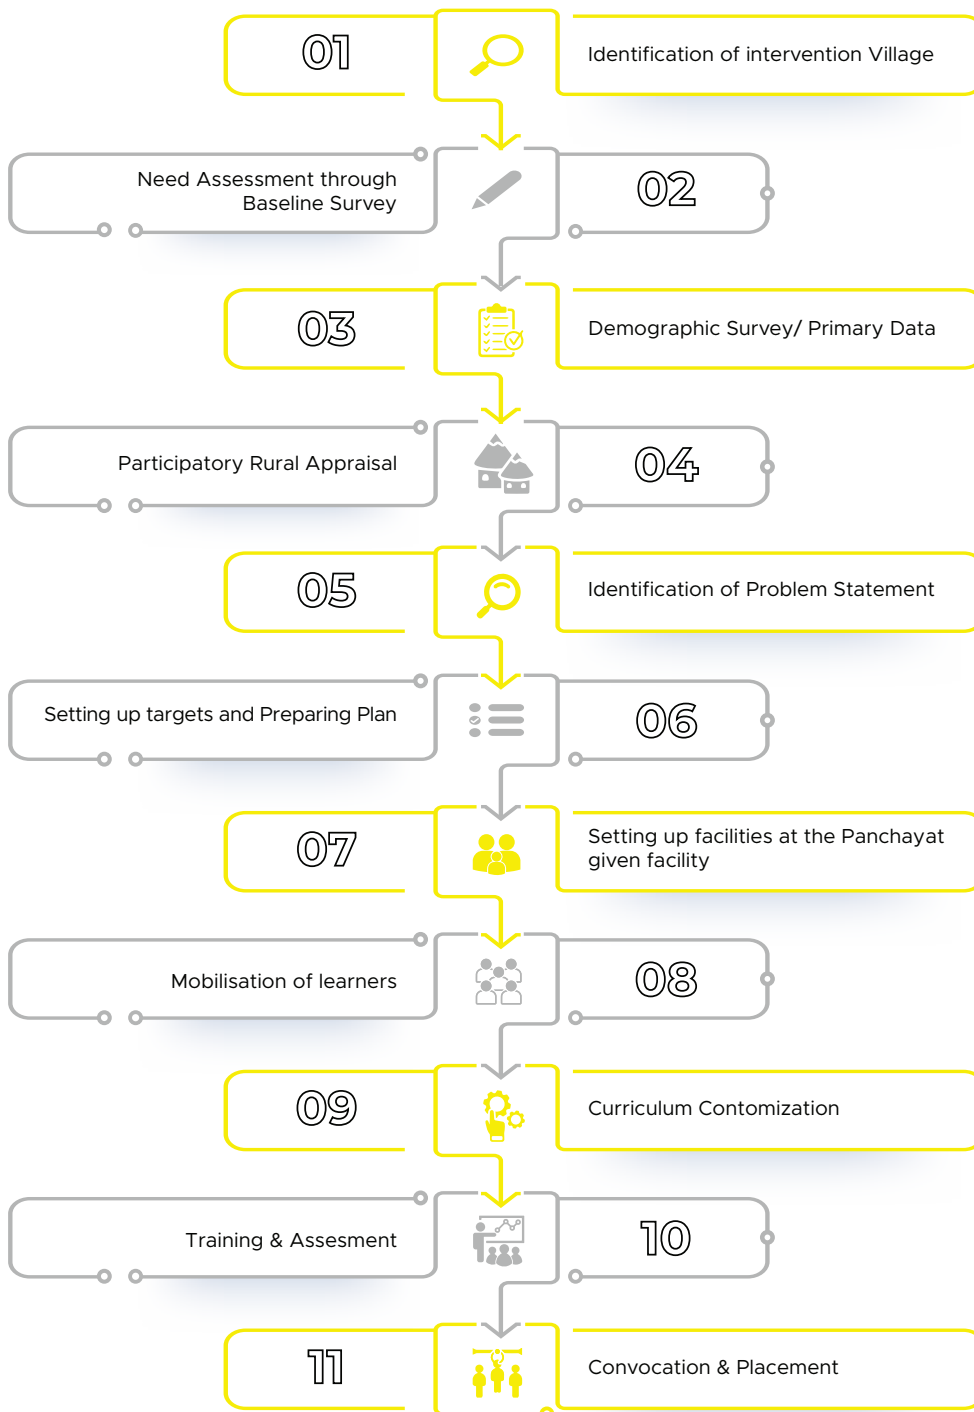 01
Identification of intervention Village
Need Assessment through
Baseline Survey
02
03
Demographic Survey/ Primary Data
Participatory Rural Appraisal
04
05
Identification of Problem Statement
Setting up targets and Preparing Plan
06
07
Setting up facilities at the Panchayat
given facility
Mobilisation of learners
08
09
Curriculum Contomization
Training & Assesment
10
11
Convocation & Placement